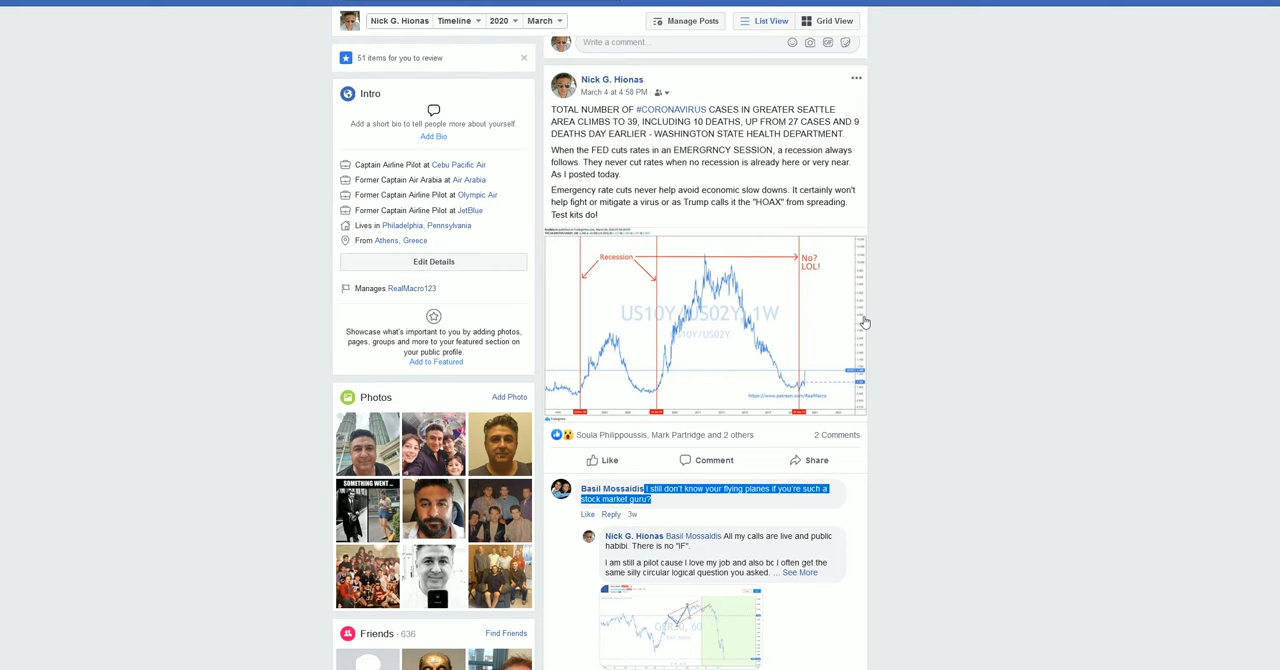 Nick G. Hionas Timeline 2020 March
Manage Posts
List View
Grid View
51 items for you to review
Write a comment...
Intro
Add a short bio to tell people more about yourself.
Add Bio
Captain Airline Pilot at Cebu Pacific Air
Former Captain Air Arabia at Air Arabia
Former Captain Airline Pilot at Olympic Air
Former Captain Airline Pilot at JetBlue
Lives in Philadelphia, Pennsylvania
From Athens, Greece
Edit Details
Manages RealMacro123
Showcase what's important to you by adding photos,
pages, groups and more to your featured section on
your public profile.
Add to Featured
Photos
Add Photo
SOMETHING WENT ...
Friends · 636
Find Friends
Nick G. Hionas
March 4 at 4:58 PM ·
TOTAL NUMBER OF #CORONAVIRUS CASES IN GREATER SEATTLE
AREA CLIMBS TO 39, INCLUDING 10 DEATHS, UP FROM 27 CASES AND 9
DEATHS DAY EARLIER - WASHINGTON STATE HEALTH DEPARTMENT.
When the FED cuts rates in an EMERGRNCY SESSION, a recession always
follows. They never cut rates when no recession is already here or very near.
As I posted today.
Emergency rate cuts never help avoid economic slow downs. It certainly won't
help fight or mitigate a virus or as Trump calls it the "HOAX" from spreading.
Test kits do!
Recession
No?
LOL!
US10Y/US02Y, 1W
US10Y/US02Y
https://www.patreon.com/RealMacro
Soula Philippoussis, Mark Partridge and 2 others
2 Comments
Like
Comment
Share
Basil Mossaidis I still don't know your flying planes if you're such a
stock market guru?
Like · Reply · 3w
Nick G. Hionas Basil Mossaidis All my calls are live and public
habibi. There is no "IF".
I am still a pilot cause I love my job and also bc I often get the
same silly circular logical question you asked. ... See More
GER30, 60